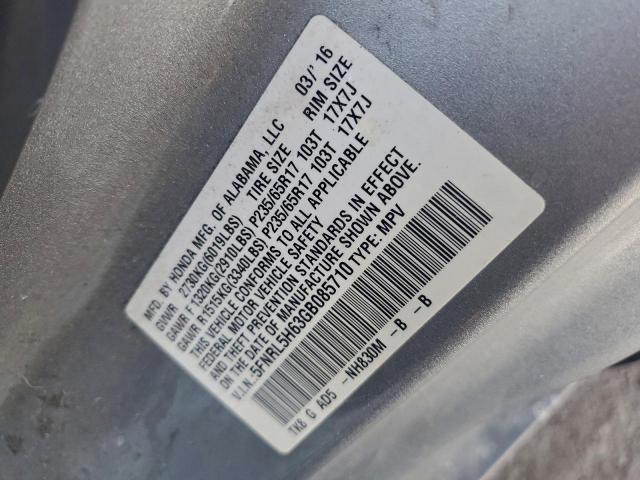 MFD. BY HONDA MFG. OF ALABAMA, LLC 03/'16
GVWR 2730KG(6019LBS) TIRE SIZE RIM SIZE
GAWR F 1320KG(2910LBS) P235/65R17 103T 17X7J
GAWR R 1515KG(3340LBS) P235/65R17 103T 17X7J
THIS VEHICLE CONFORMS TO ALL APPLICABLE
FEDERAL MOTOR VEHICLE SAFETY
AND THEFT PREVENTION STANDARDS IN EFFECT
ON THE DATE OF MANUFACTURE SHOWN ABOVE.
V.I.N.:5FNRL5H63GB085710 TYPE: MPV
TK8 G A05 -NH830M -B -B